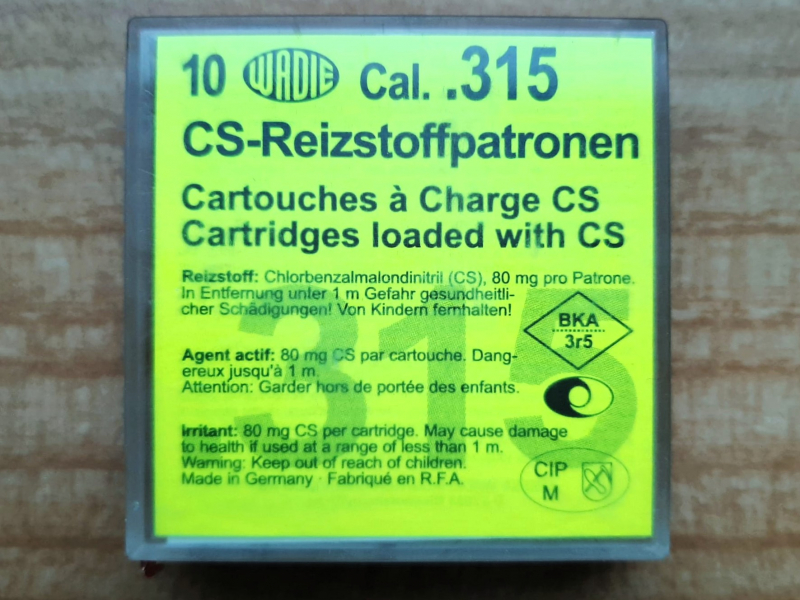 10 WADIE Cal. .315
CS-Reizstoffpatronen
Cartouches à Charge CS
Cartridges loaded with CS
Reizstoff: Chlorbenzalmalondinitril (CS), 80 mg pro Patrone.
In Entfernung unter 1 m Gefahr gesundheitli-
cher Schädigungen! Von Kindern fernhalten!
BKA
3r5
Agent actif: 80 mg CS par cartouche. Dang-
ereux jusqu'à 1 m.
Attention: Garder hors de portée des enfants.
315
Irritant: 80 mg CS per cartridge. May cause damage
to health if used at a range of less than 1 m.
Warning: Keep out of reach of children.
Made in Germany · Fabriqué en R.F.A.
CIP
M